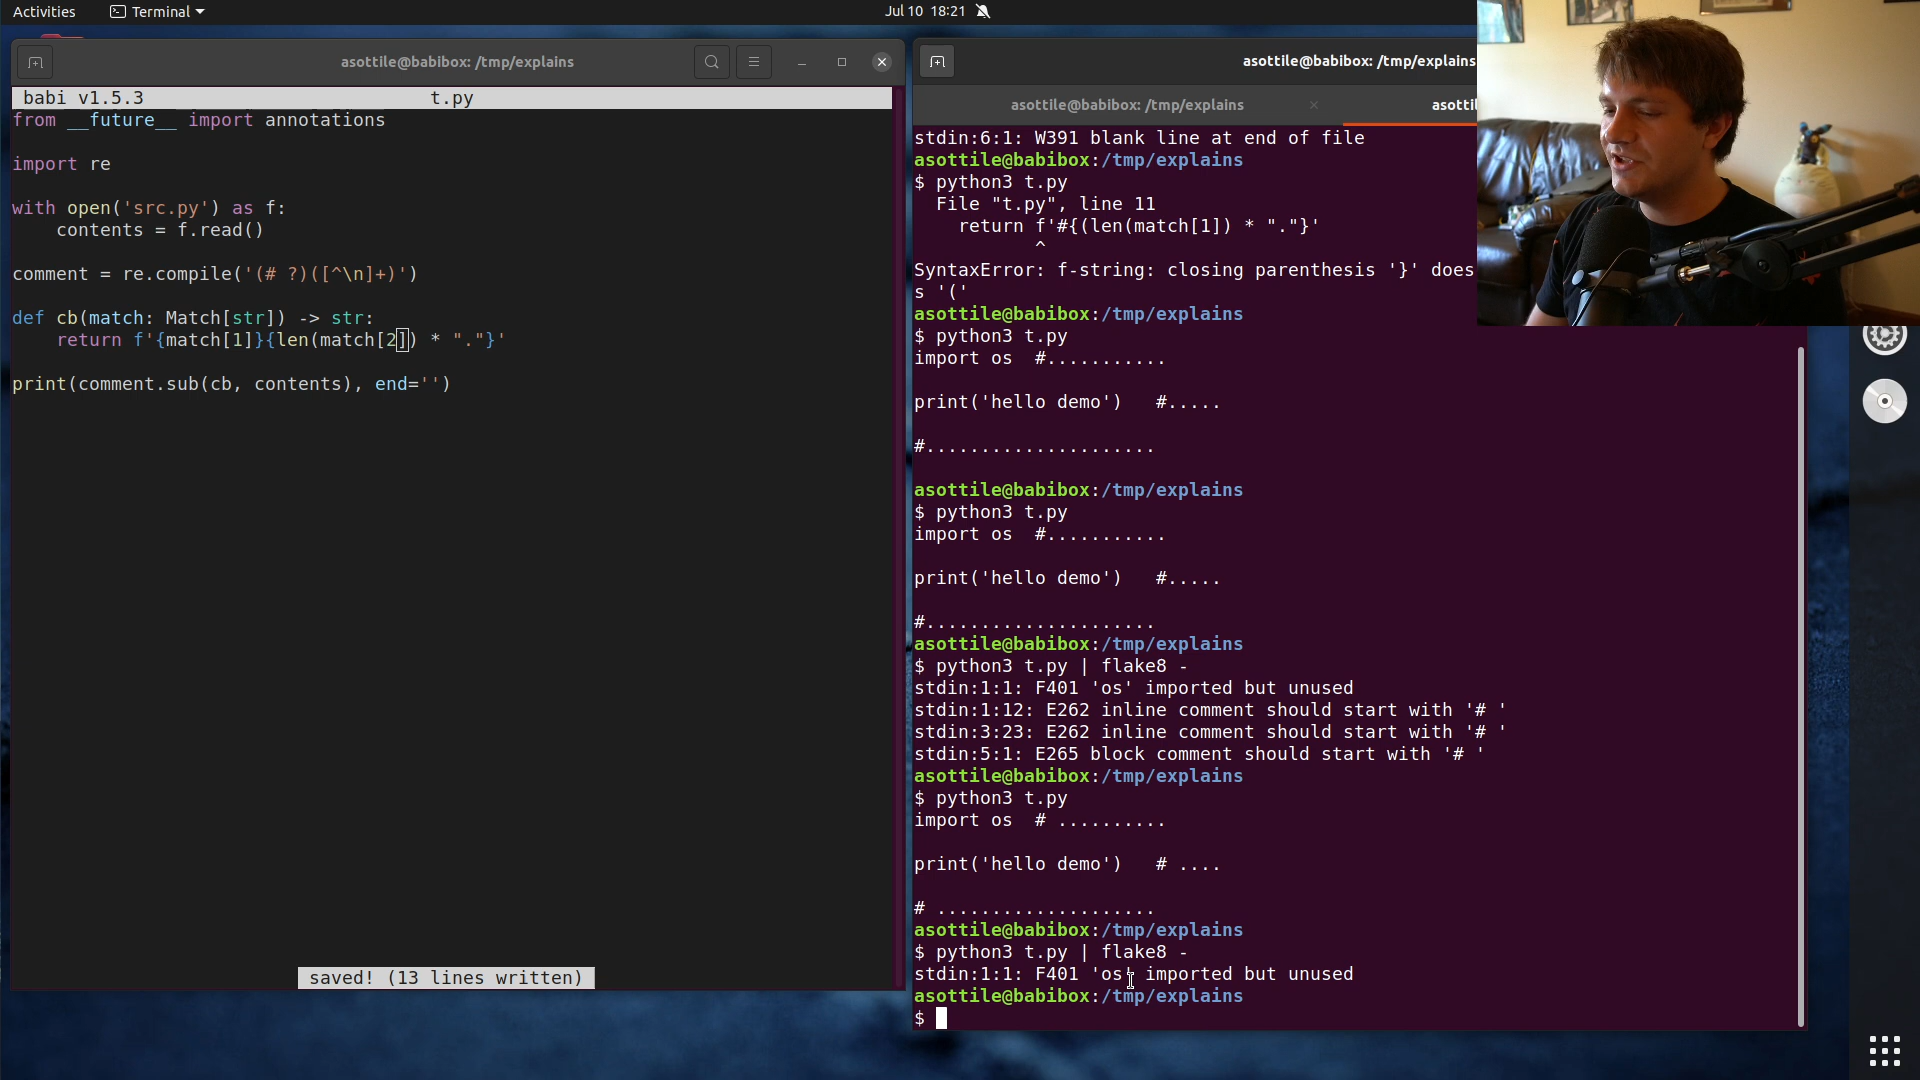 Activities
Terminal
Jul 10 18:21
asottile@babibox: /tmp/explains
babi v1.5.3 t.py
from __future__ import annotations
import re
with open('src.py') as f:
    contents = f.read()
comment = re.compile('(# ?)([^\n]+)')
def cb(match: Match[str]) -> str:
    return f'{match[1]}{len(match[2]) * "."}'
print(comment.sub(cb, contents), end='')
saved! (13 lines written)
asottile@babibox: /tmp/explains
asottile@babibox: /tmp/explains ×
stdin:6:1: W391 blank line at end of file
asottile@babibox:/tmp/explains
$ python3 t.py
  File "t.py", line 11
    return f'#{(len(match[1]) * "."}'
           ^
SyntaxError: f-string: closing parenthesis '}' does
s '('
asottile@babibox:/tmp/explains
$ python3 t.py
import os  #...........
print('hello demo')   #.....
#.....................
asottile@babibox:/tmp/explains
$ python3 t.py
import os  #...........
print('hello demo')   #.....
#.....................
asottile@babibox:/tmp/explains
$ python3 t.py | flake8 -
stdin:1:1: F401 'os' imported but unused
stdin:1:12: E262 inline comment should start with '# '
stdin:3:23: E262 inline comment should start with '# '
stdin:5:1: E265 block comment should start with '# '
asottile@babibox:/tmp/explains
$ python3 t.py
import os  # ..........
print('hello demo')   # ....
# ....................
asottile@babibox:/tmp/explains
$ python3 t.py | flake8 -
stdin:1:1: F401 'os' imported but unused
asottile@babibox:/tmp/explains
$